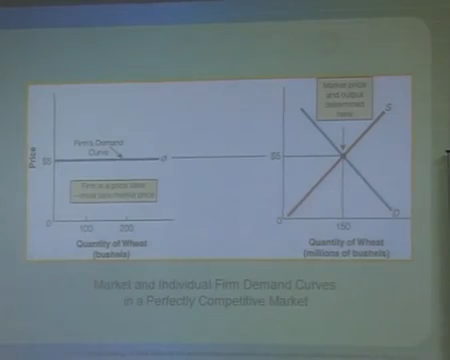 Price
Firm's Demand
Curve
$5
d
Firm is a price taker
—must take market price
0
100
200
Quantity of Wheat
(bushels)
Market price
and output
determined
here
S
$5
D
0
150
Quantity of Wheat
(millions of bushels)
Market and Individual Firm Demand Curves
in a Perfectly Competitive Market